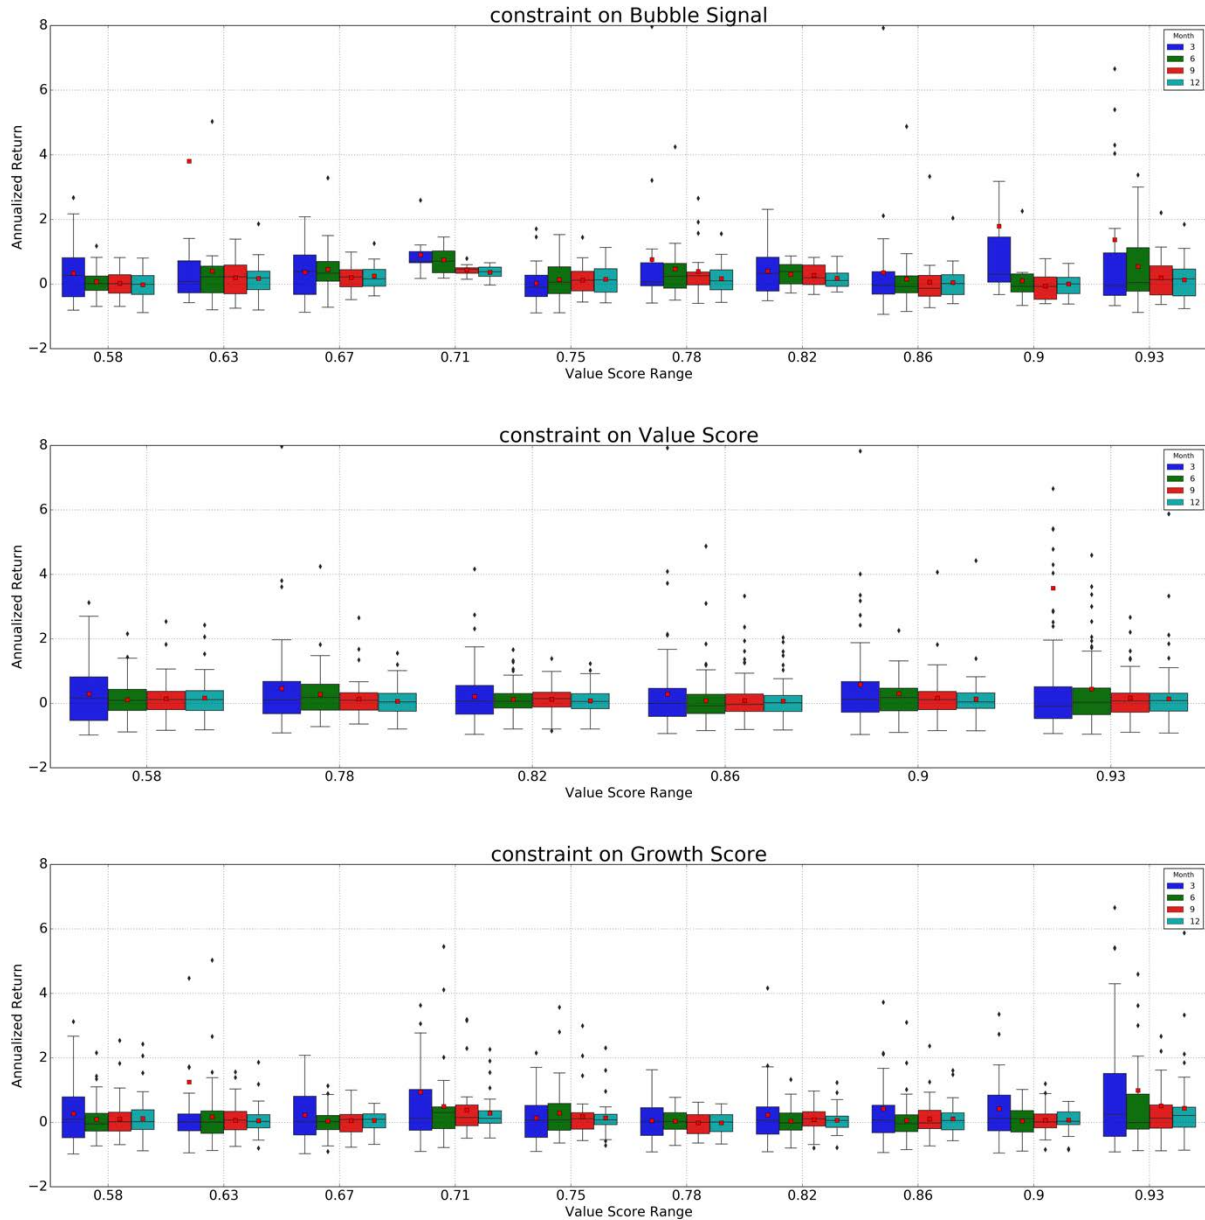 constraint on Bubble Signal
8
6
4
2
0
−2
Annualized Return
Month
3
6
9
12
0.58 0.63 0.67 0.71 0.75 0.78 0.82 0.86 0.9 0.93
Value Score Range
constraint on Value Score
8
6
4
2
0
−2
Annualized Return
Month
3
6
9
12
0.58 0.78 0.82 0.86 0.9 0.93
Value Score Range
constraint on Growth Score
8
6
4
2
0
−2
Annualized Return
Month
3
6
9
12
0.58 0.63 0.67 0.71 0.75 0.78 0.82 0.86 0.9 0.93
Value Score Range